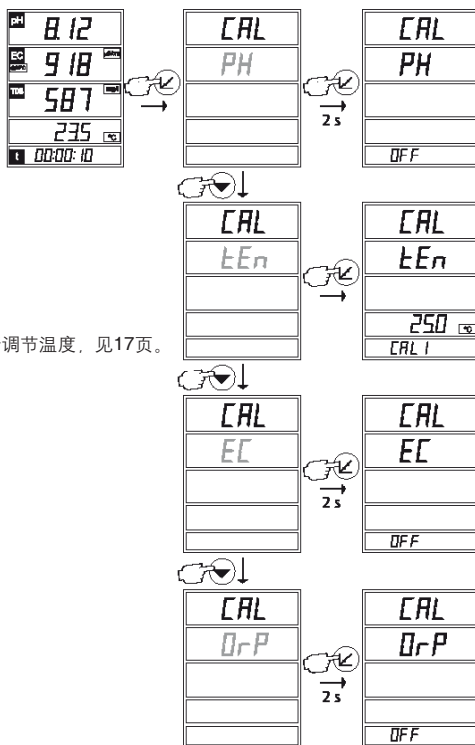 pH 8.12 CAL CAL
EC 918 PH PH
TDS 587
2 s
23.5 °C
t 00:00:10 OFF
CAL CAL
tEn tEn
25.0 °C
调节温度，见17页。
CAL 1
CAL CAL
EC EC
2 s
OFF
CAL CAL
OrP OrP
2 s
OFF